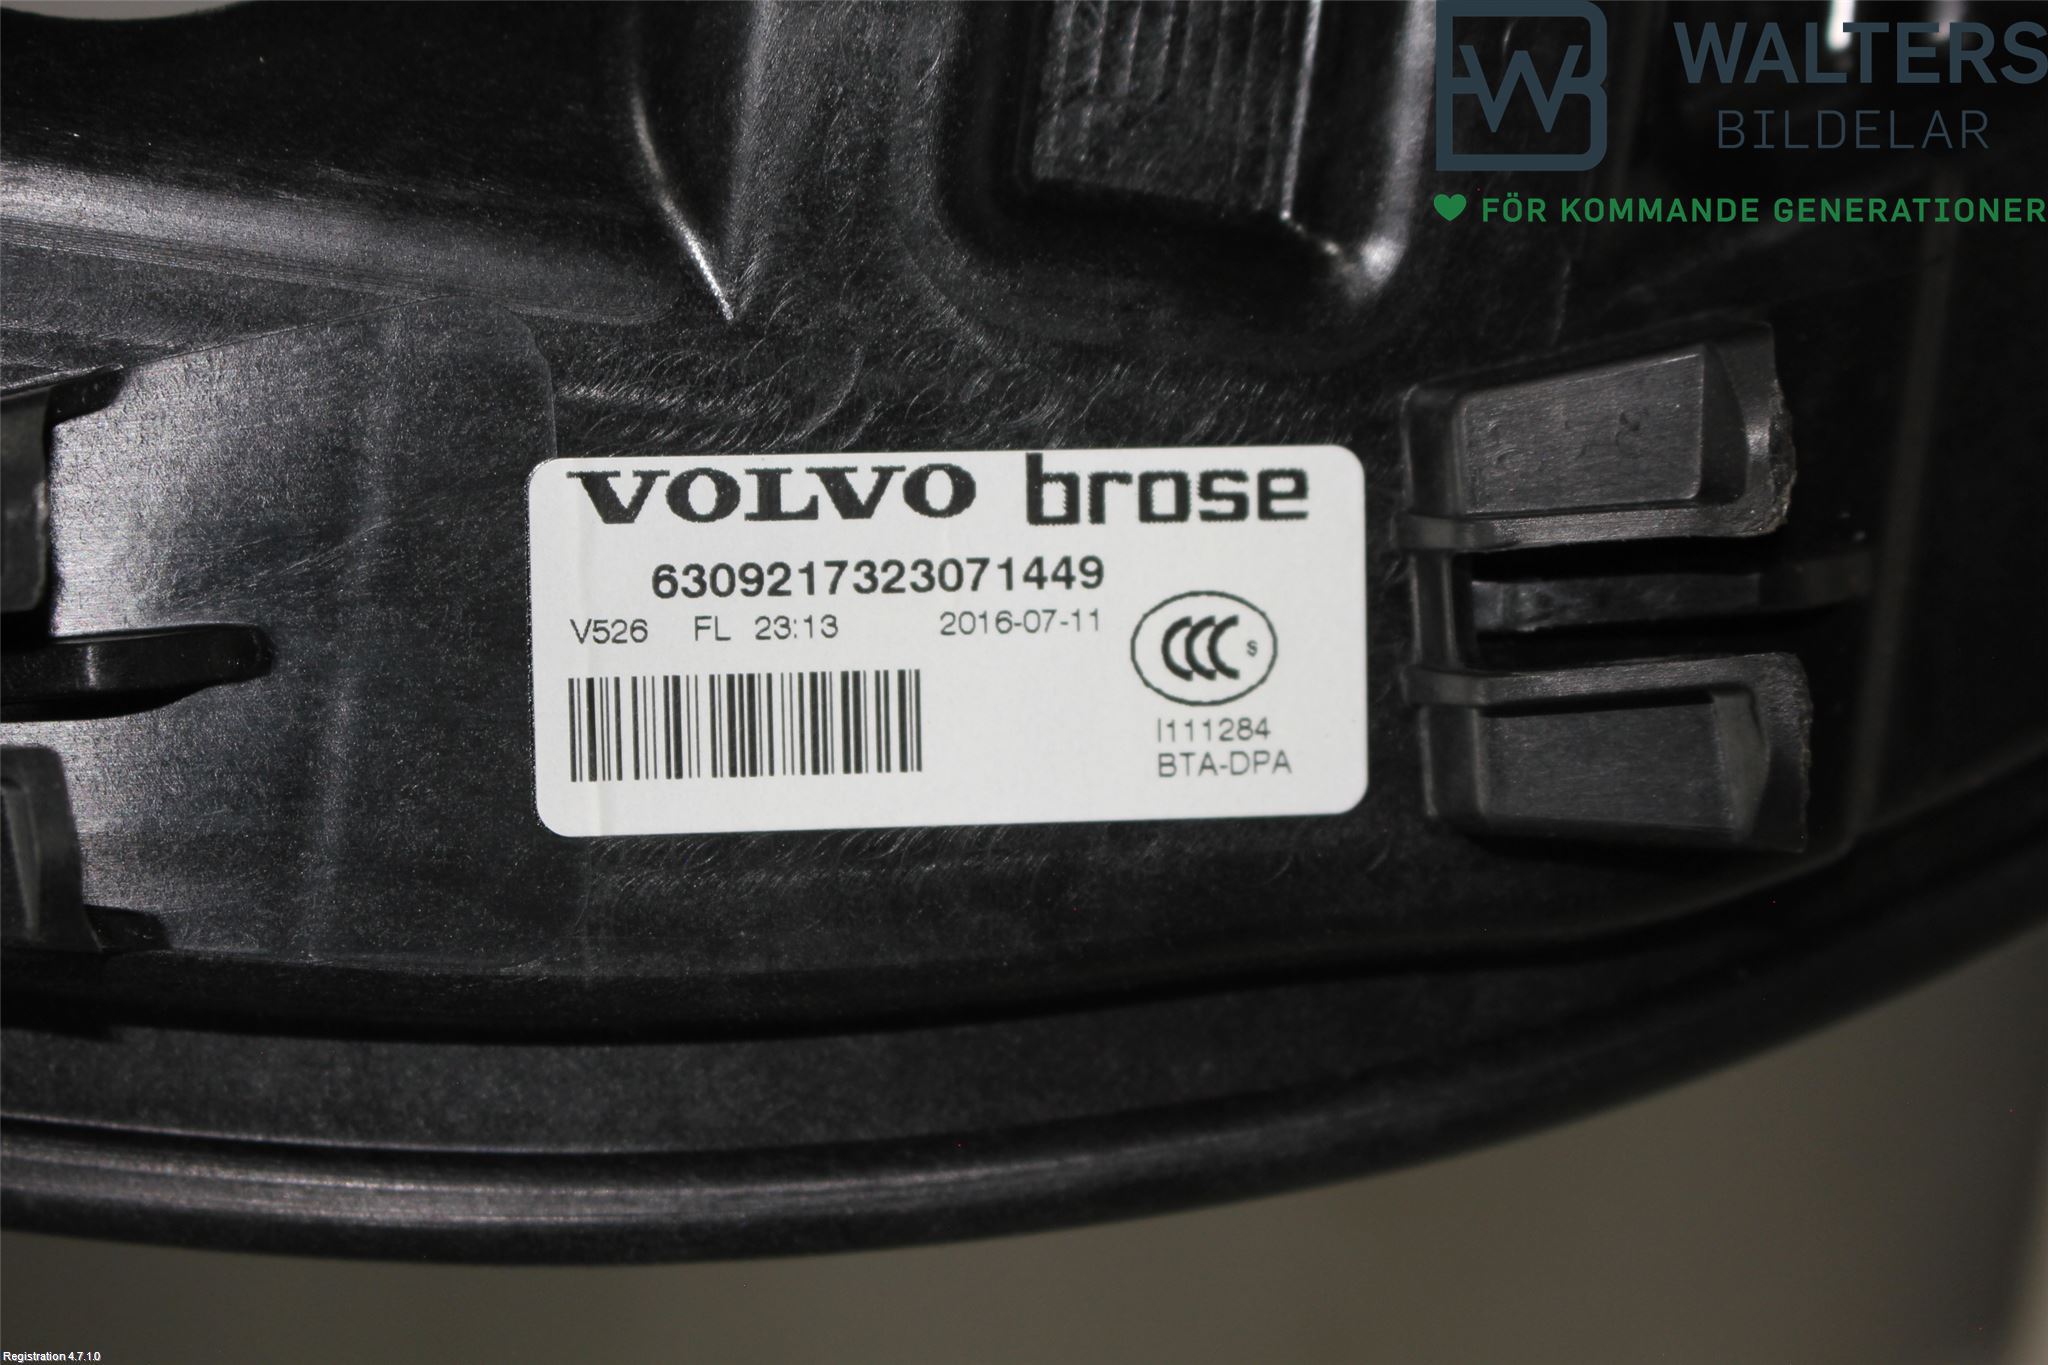 WALTERS
BILDELAR
FÖR KOMMANDE GENERATIONER
VOLVO brose
6309217323071449
V526 FL 23:13 2016-07-11
CCC S
I111284
BTA-DPA
Registration 4.7.1.0